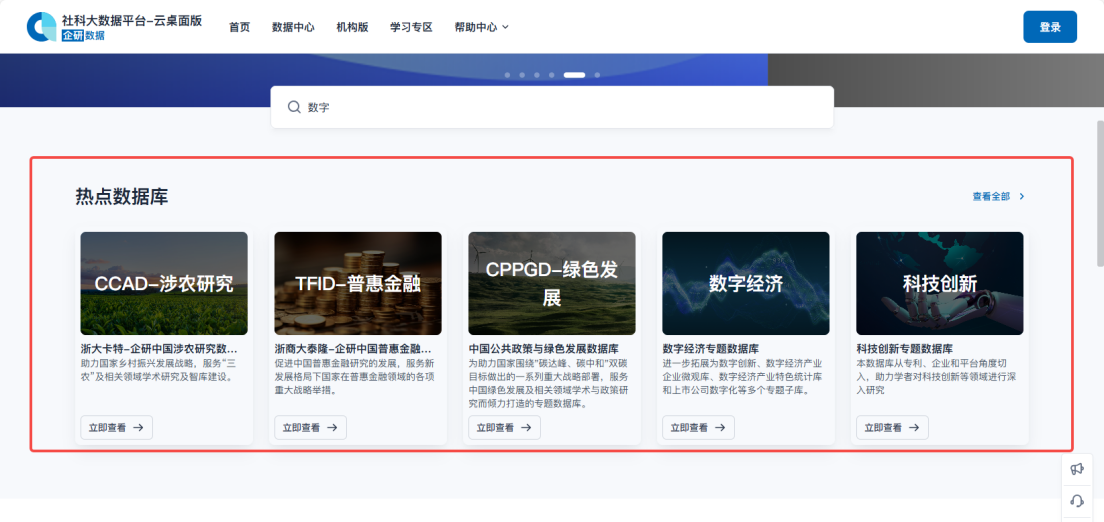 社科大数据平台–云桌面版
企研数据
首页
数据中心
机构版
学习专区
帮助中心
登录
数字
热点数据库
查看全部
CCAD–涉农研究
浙大卡特–企研中国涉农研究数...
助力国家乡村振兴发展战略，服务“三
农”及相关领域学术研究及智库建设。
立即查看
TFID–普惠金融
浙商大泰隆–企研中国普惠金融...
促进中国普惠金融研究的发展，服务新
发展格局下国家在普惠金融领域的各项
重大战略举措。
立即查看
CPPGD–绿色发
展
中国公共政策与绿色发展数据库
为助力国家围绕“碳达峰、碳中和”双碳
目标做出的一系列重大战略部署，服务
中国绿色发展及相关领域学术与政策研
究而倾力打造的专题数据库。
立即查看
数字经济
数字经济专题数据库
进一步拓展为数字创新、数字经济产业
企业微观库、数字经济产业特色统计库
和上市公司数字化等多个专题子库。
立即查看
科技创新
科技创新专题数据库
本数据库从专利、企业和平台角度切
入，助力学者对科技创新等领域进行深
入研究
立即查看